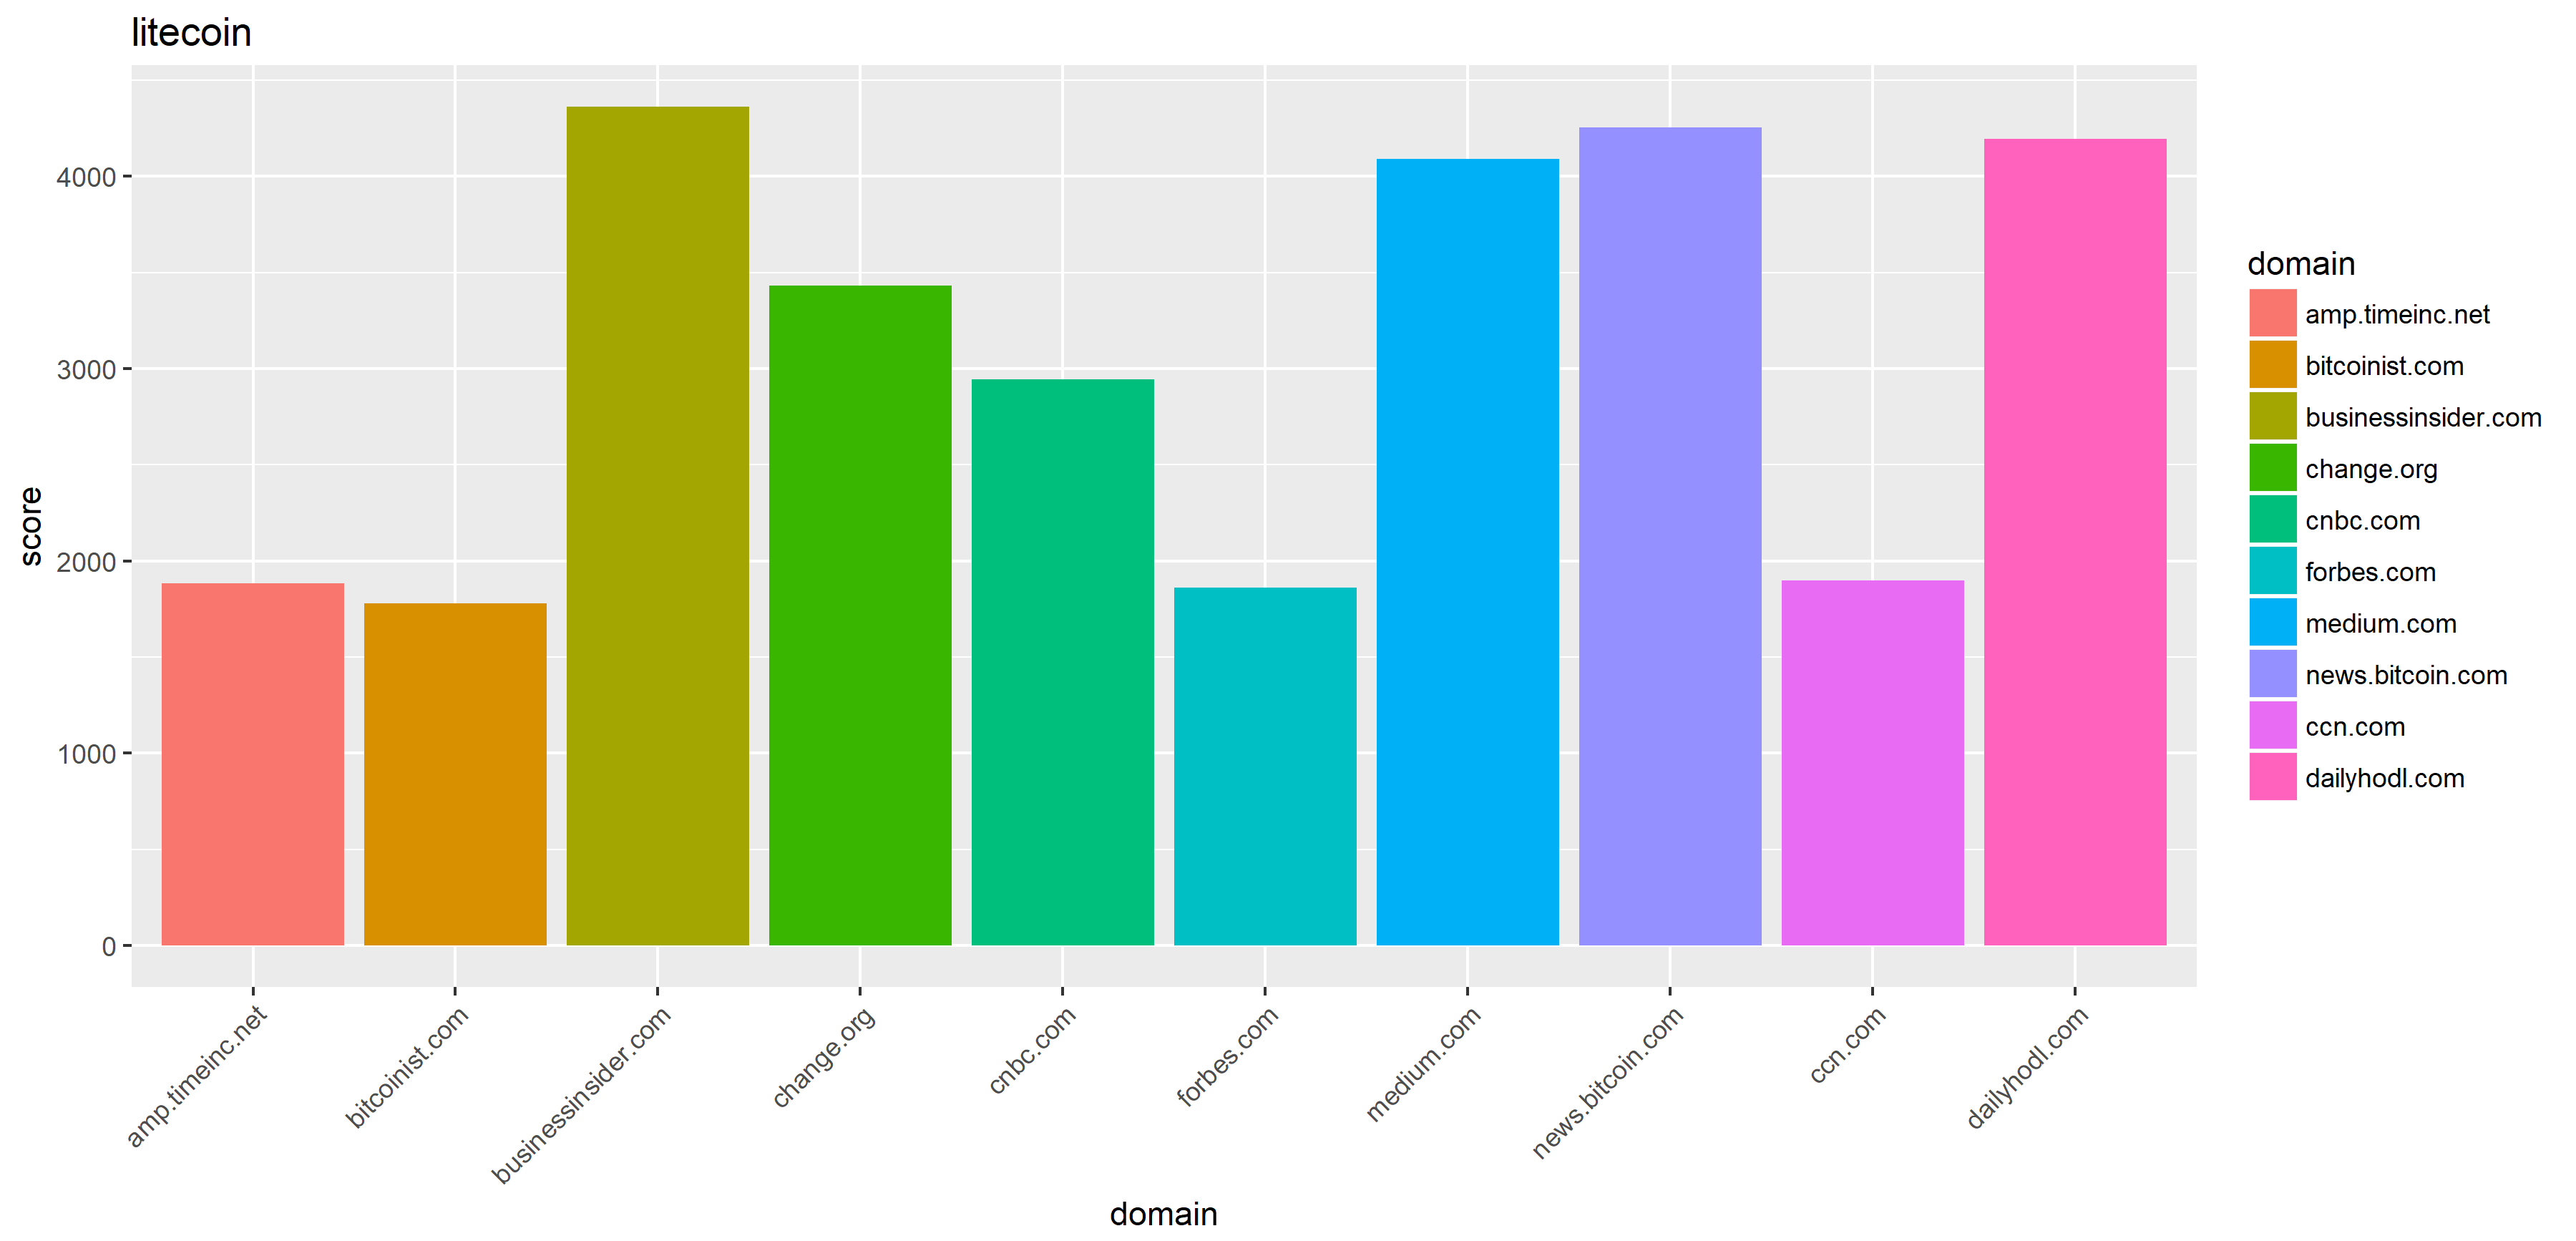 litecoin
score
4000
3000
2000
1000
0
amp.timeinc.net
bitcoinist.com
businessinsider.com
change.org
cnbc.com
forbes.com
medium.com
news.bitcoin.com
ccn.com
dailyhodl.com
domain
domain
amp.timeinc.net
bitcoinist.com
businessinsider.com
change.org
cnbc.com
forbes.com
medium.com
news.bitcoin.com
ccn.com
dailyhodl.com